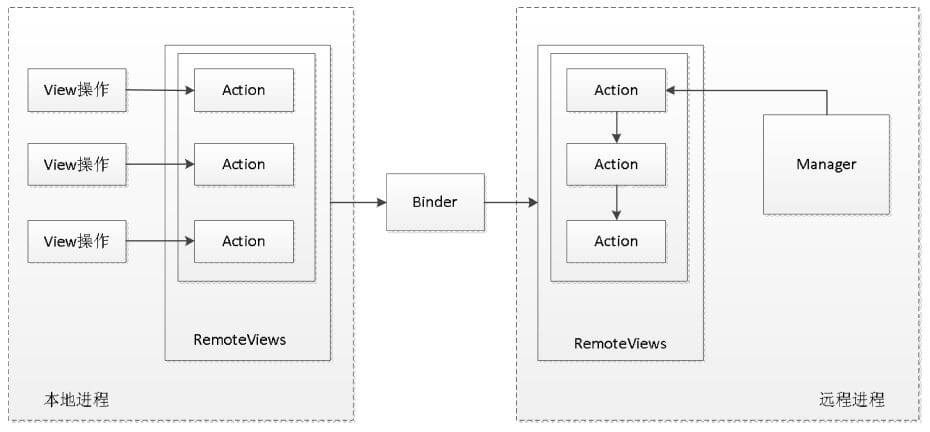 View操作
Action
View操作
Action
View操作
Action
RemoteViews
本地进程
Binder
Action
Action
Action
RemoteViews
Manager
远程进程